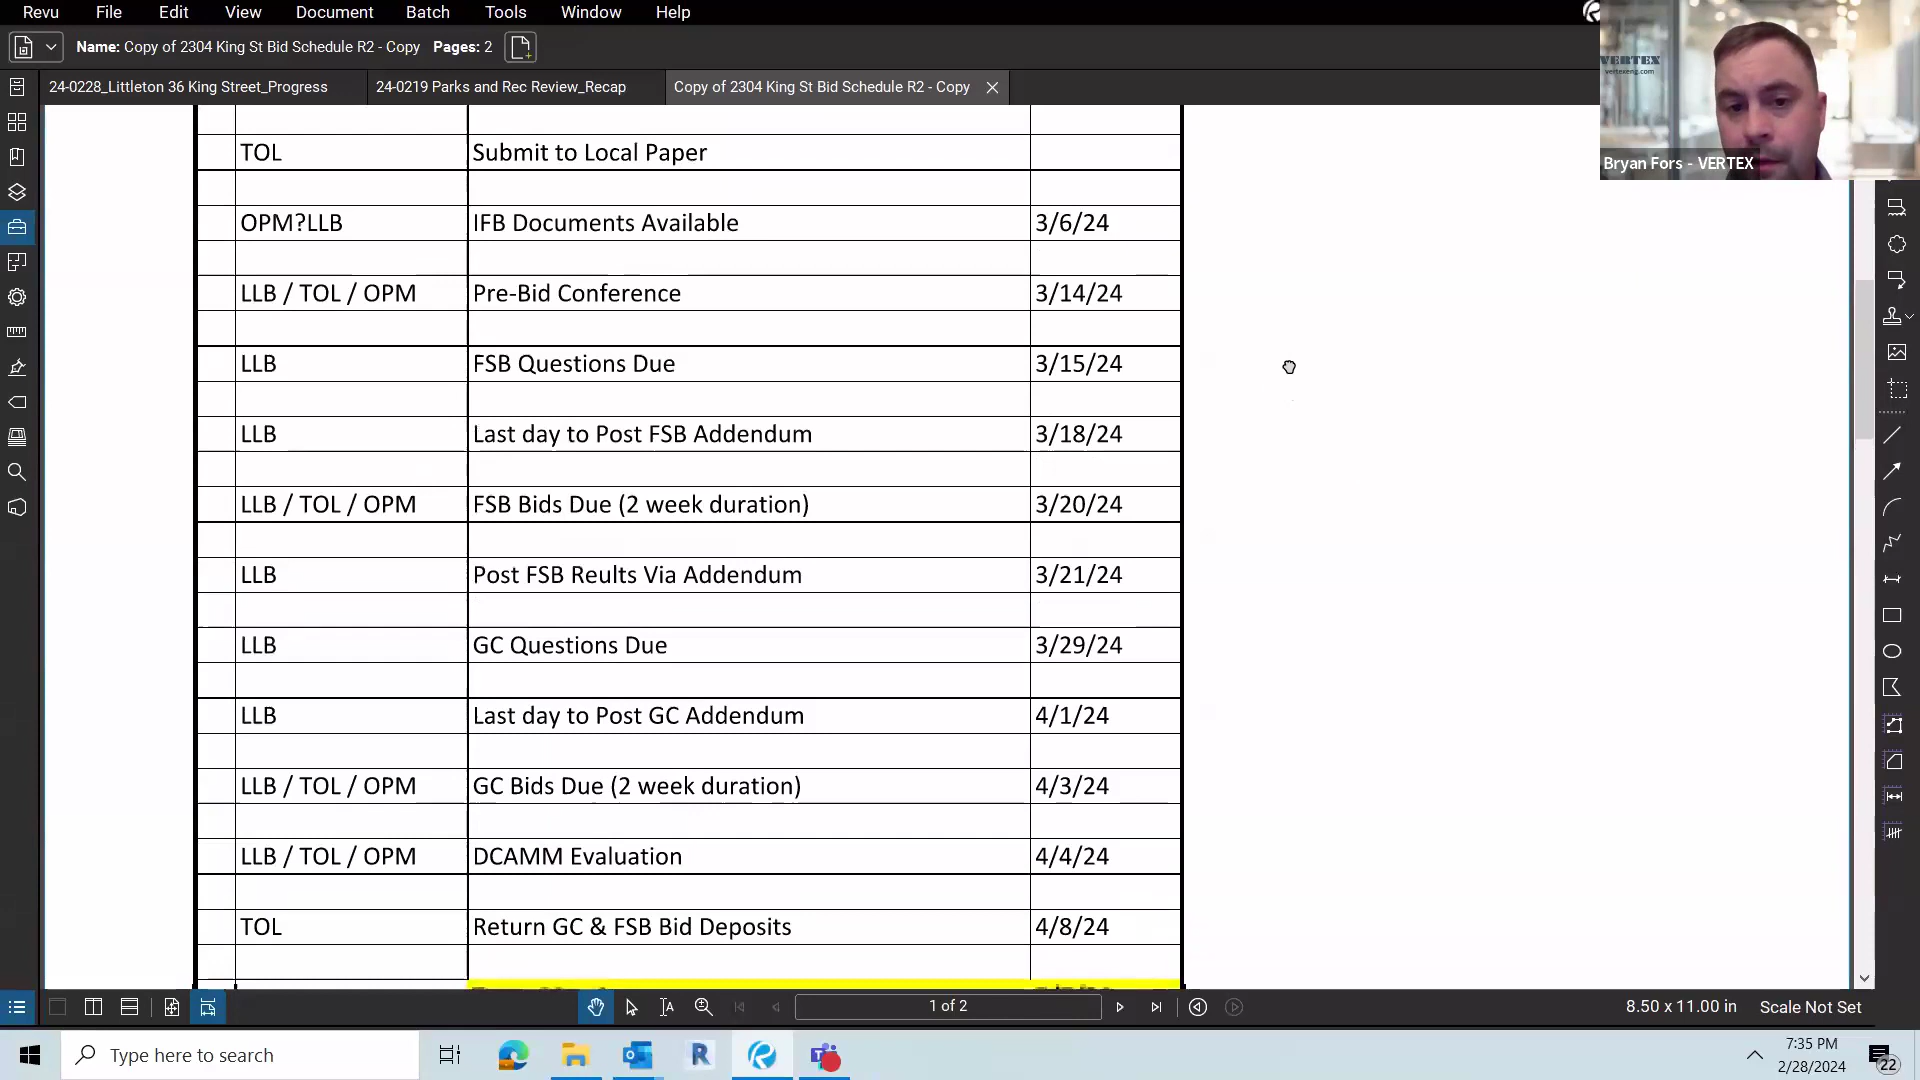 Revu File Edit View Document Batch Tools Window Help
Name: Copy of 2304 King St Bid Schedule R2 - Copy Pages: 2
24-0228_Littleton 36 King Street_Progress 24-0219 Parks and Rec Review_Recap Copy of 2304 King St Bid Schedule R2 - Copy
VERTEX
vertexeng.com
Bryan Fors - VERTEX
TOL Submit to Local Paper
OPM?LLB IFB Documents Available 3/6/24
LLB / TOL / OPM Pre-Bid Conference 3/14/24
LLB FSB Questions Due 3/15/24
LLB Last day to Post FSB Addendum 3/18/24
LLB / TOL / OPM FSB Bids Due (2 week duration) 3/20/24
LLB Post FSB Reults Via Addendum 3/21/24
LLB GC Questions Due 3/29/24
LLB Last day to Post GC Addendum 4/1/24
LLB / TOL / OPM GC Bids Due (2 week duration) 4/3/24
LLB / TOL / OPM DCAMM Evaluation 4/4/24
TOL Return GC & FSB Bid Deposits 4/8/24
1 of 2
8.50 x 11.00 in Scale Not Set
Type here to search
7:35 PM
2/28/2024
22